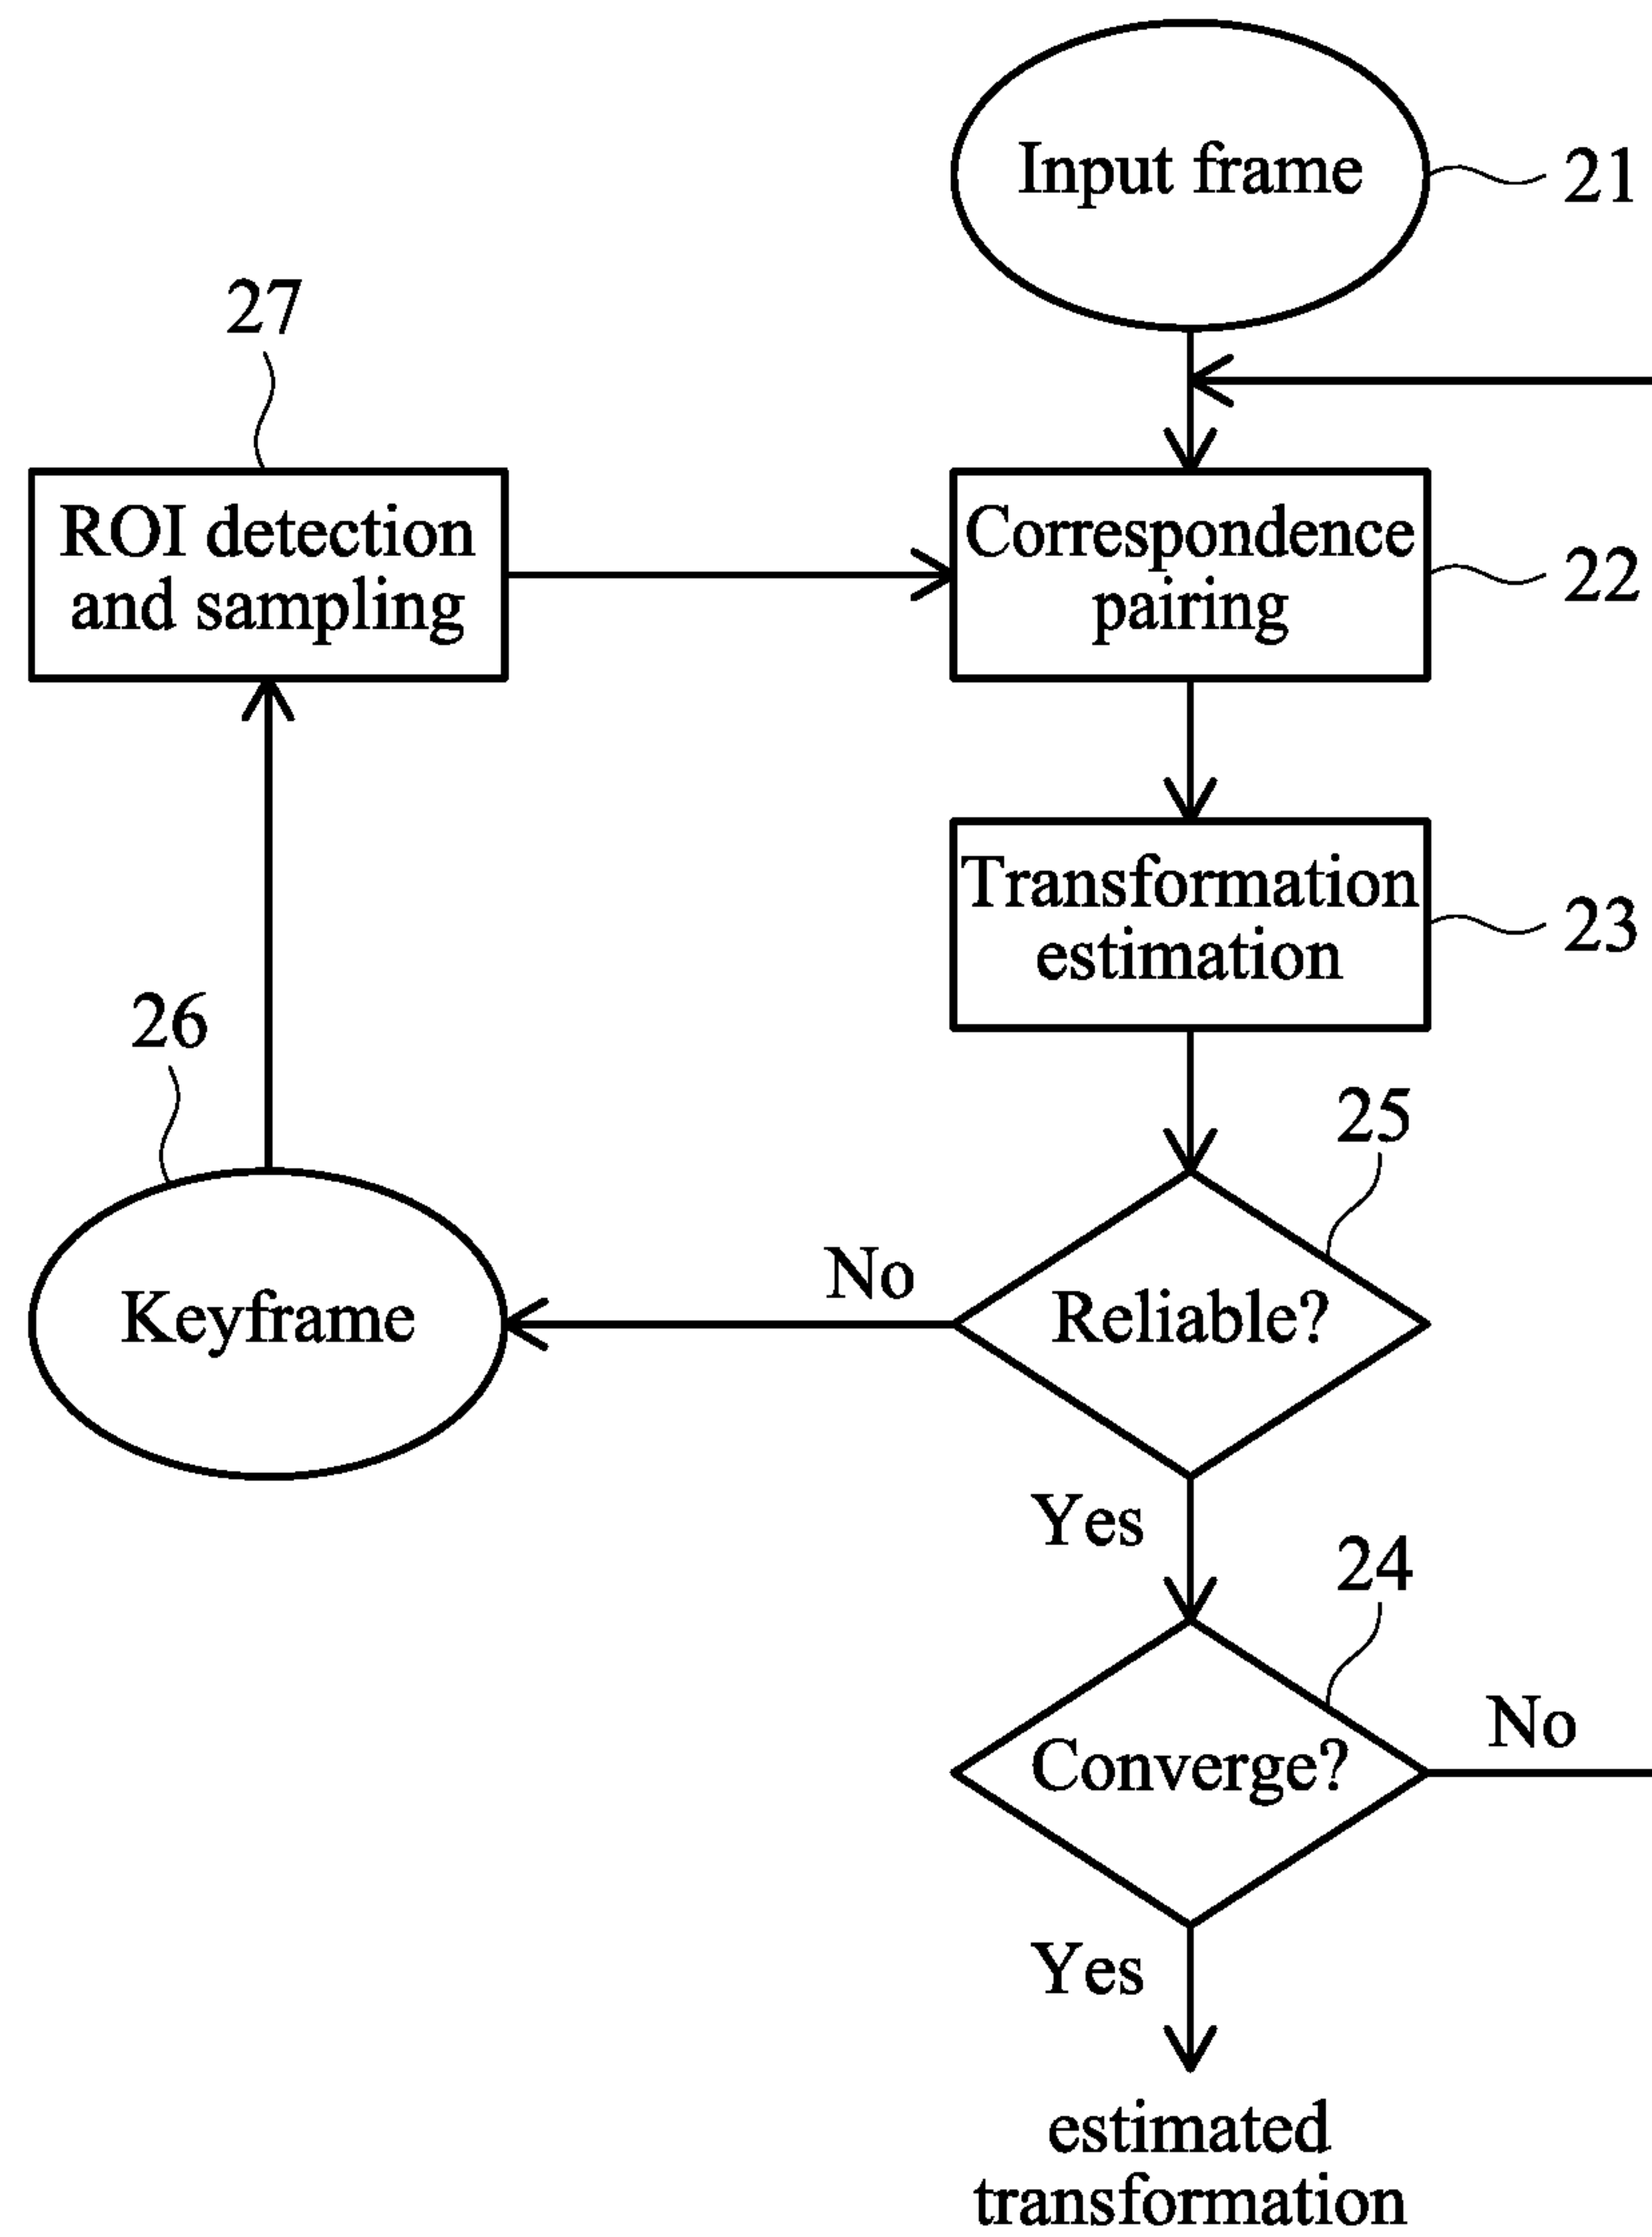 Input frame
21
27
ROI detection
and sampling
Correspondence
pairing
22
Transformation
estimation
23
26
25
Keyframe
No
Reliable?
Yes
24
Converge?
No
Yes
estimated
transformation